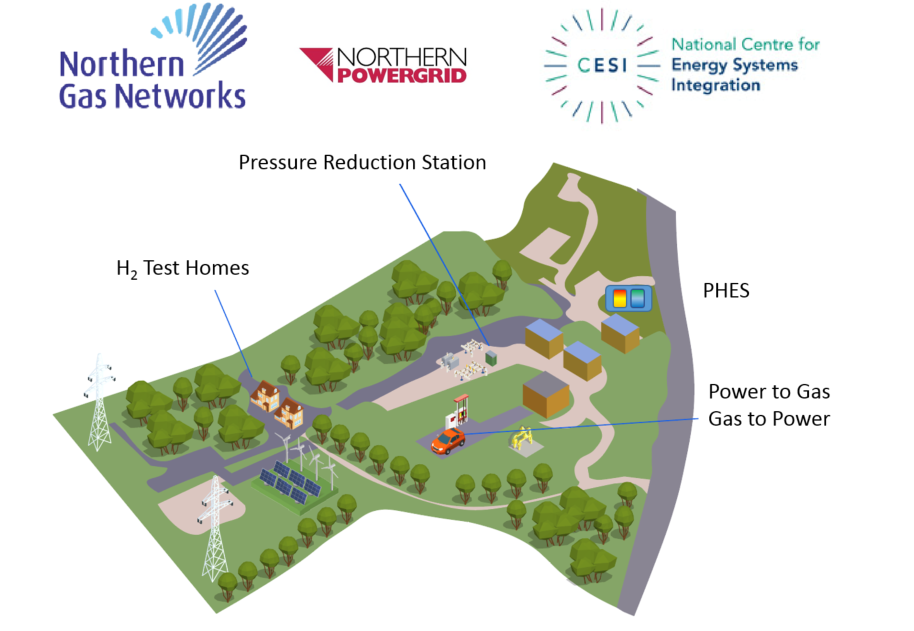 Northern
Gas Networks
NORTHERN
POWERGRID
CESI
National Centre for
Energy Systems
Integration
Pressure Reduction Station
H₂ Test Homes
PHES
Power to Gas
Gas to Power